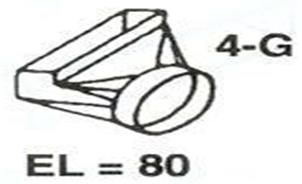 4-G
EL = 80